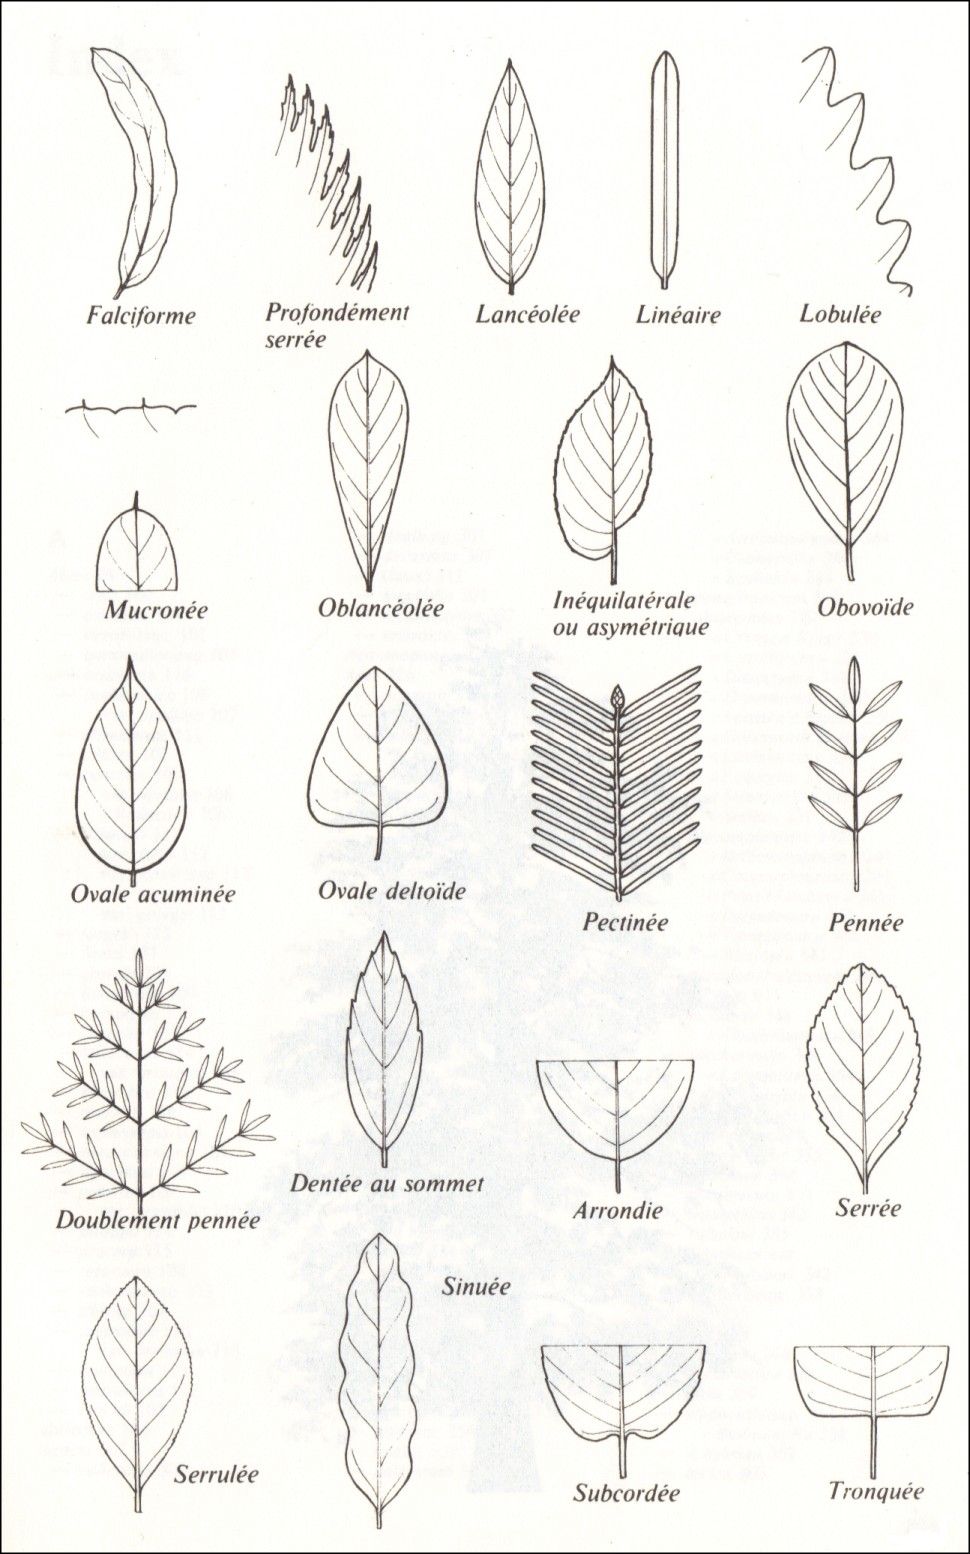 Falciforme
Profondément
serrée
Lancéolée
Linéaire
Lobulée
Mucronée
Oblancéolée
Inéquilatérale
ou asymétrique
Obovoïde
Ovale acuminée
Ovale deltoïde
Pectinée
Pennée
Doublement pennée
Dentée au sommet
Arrondie
Serrée
Serrulée
Sinuée
Subcordée
Tronquée